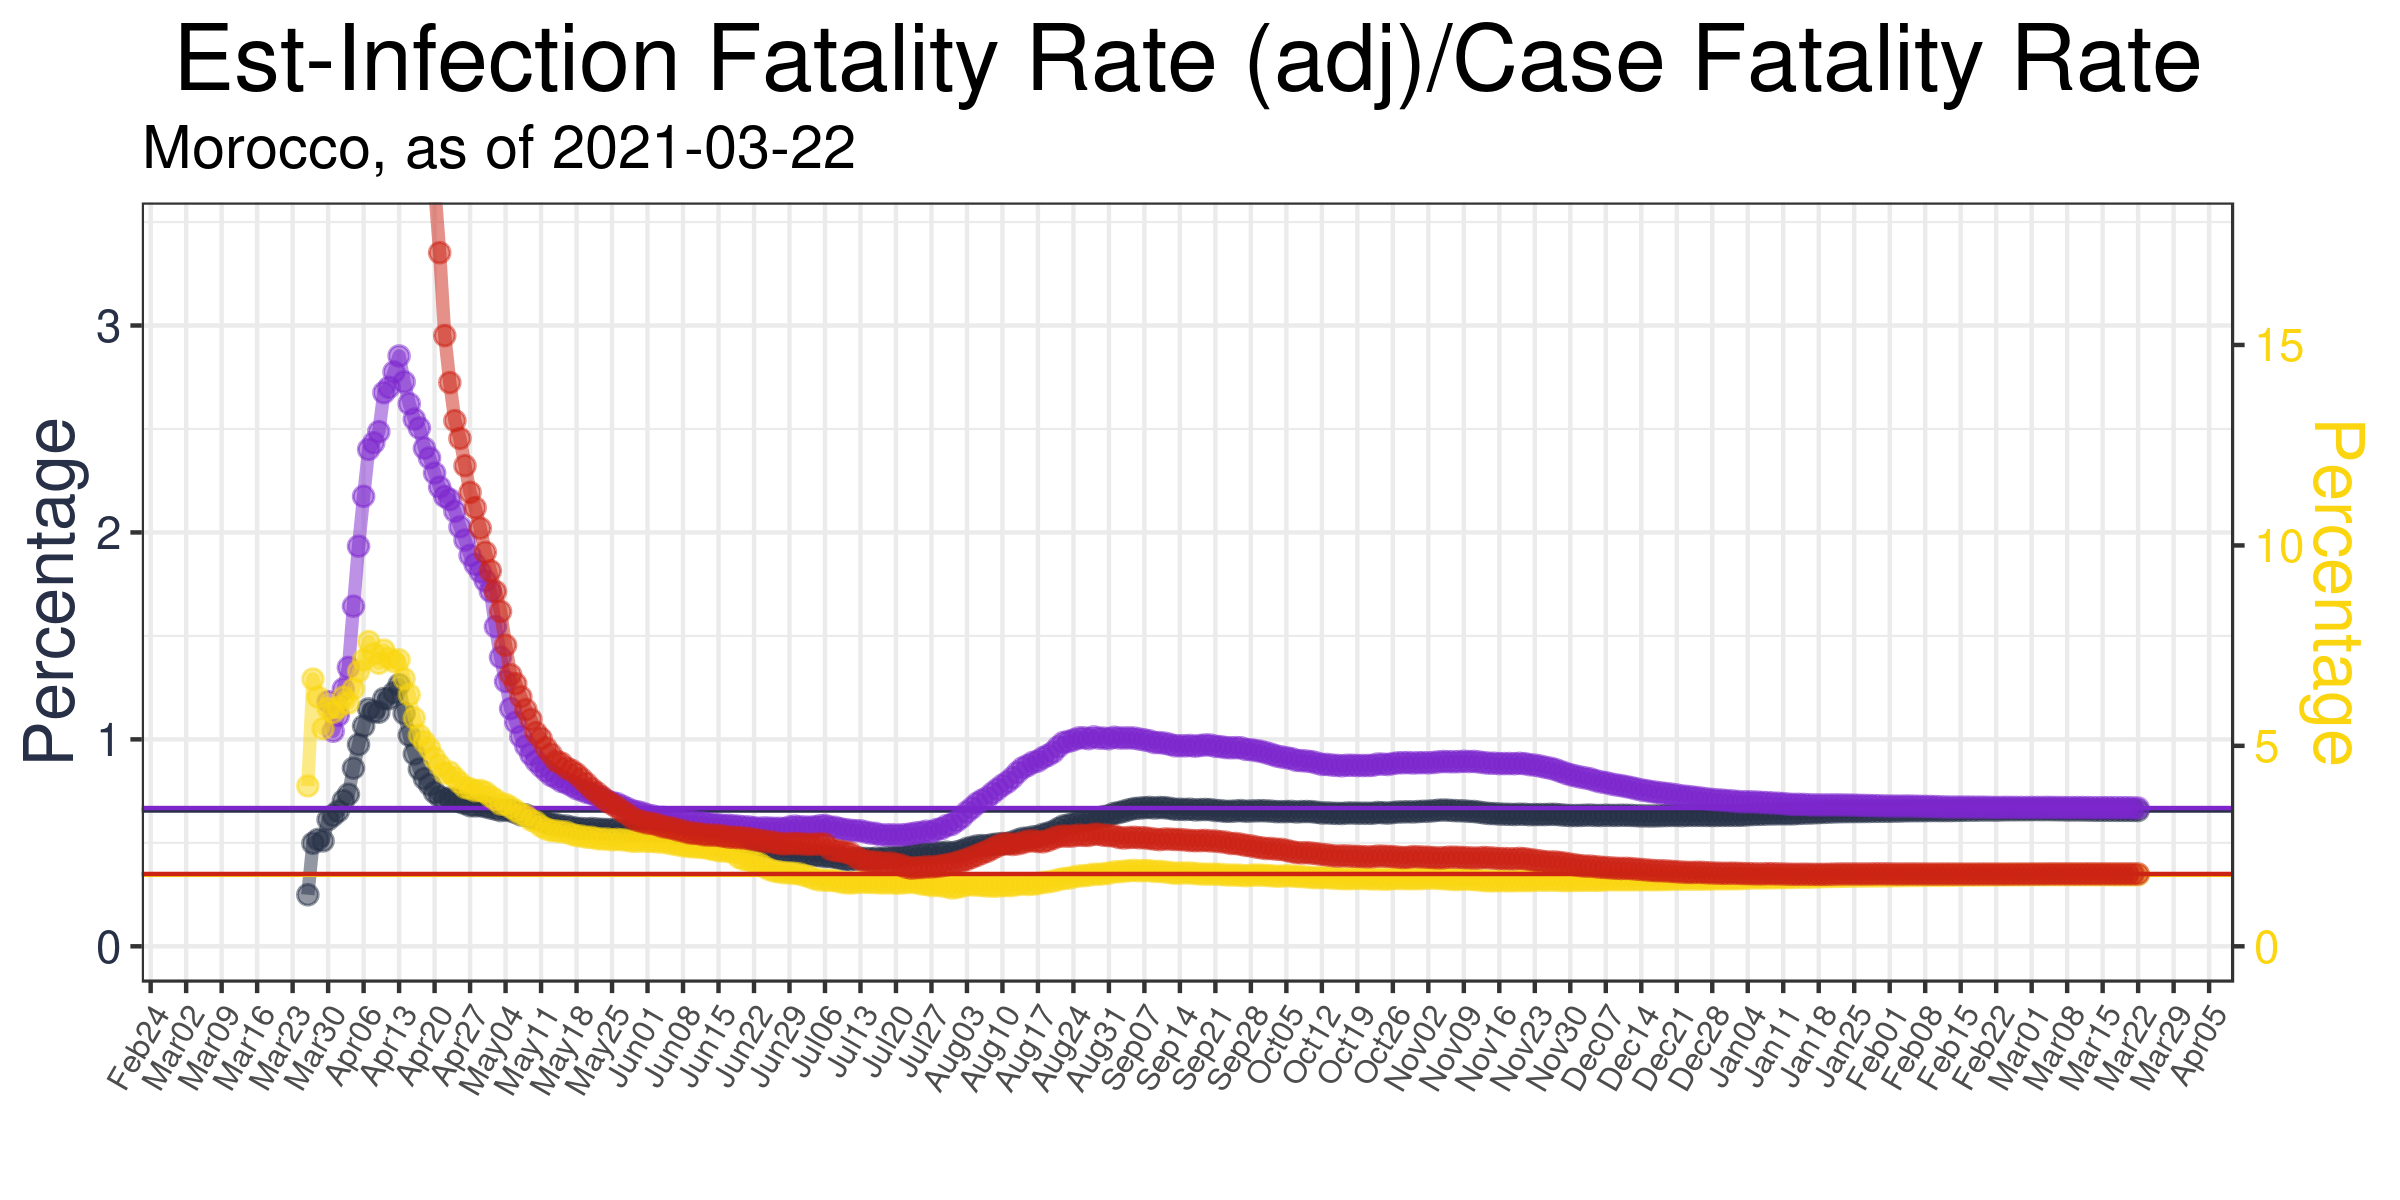 Est-Infection Fatality Rate (adj)/Case Fatality Rate
Morocco, as of 2021-03-22
Percentage
3
2
1
0
15
10
5
0
Percentage
Feb24 Mar02 Mar09 Mar16 Mar23 Mar30 Apr06 Apr13 Apr20 Apr27 May04 May11 May18 May25 Jun01 Jun08 Jun15 Jun22 Jun29 Jul06 Jul13 Jul20 Jul27 Aug03 Aug10 Aug17 Aug24 Aug31 Sep07 Sep14 Sep21 Sep28 Oct05 Oct12 Oct19 Oct26 Nov02 Nov09 Nov16 Nov23 Nov30 Dec07 Dec14 Dec21 Dec28 Jan04 Jan11 Jan18 Jan25 Feb01 Feb08 Feb15 Feb22 Mar01 Mar08 Mar15 Mar22 Mar29 Apr05